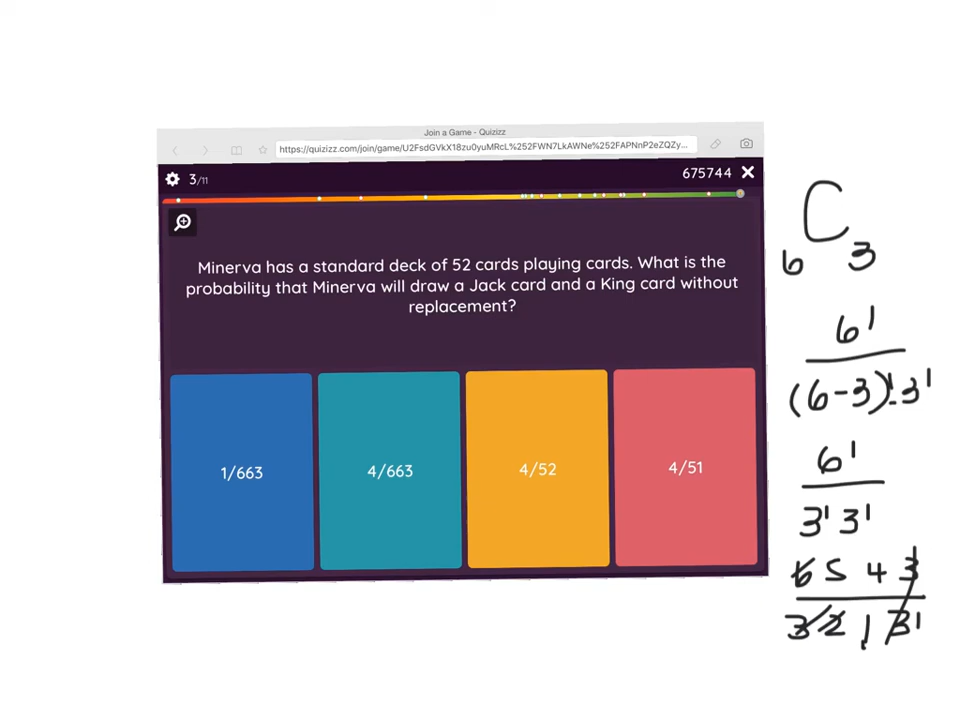 Join a Game - Quizizz
https://quizizz.com/join/game/U2FsdGVkX18zu0yuMRcL%252FWN7LkAWNe%252FAPNnP2eZQZy...
3/11
675744
Minerva has a standard deck of 52 cards playing cards. What is the
probability that Minerva will draw a Jack card and a King card without
replacement?
1/663
4/663
4/52
4/51
6 C 3
6!
(6-3)! 3!
6!
3! 3!
6 5 4 3
3 2 1 3!